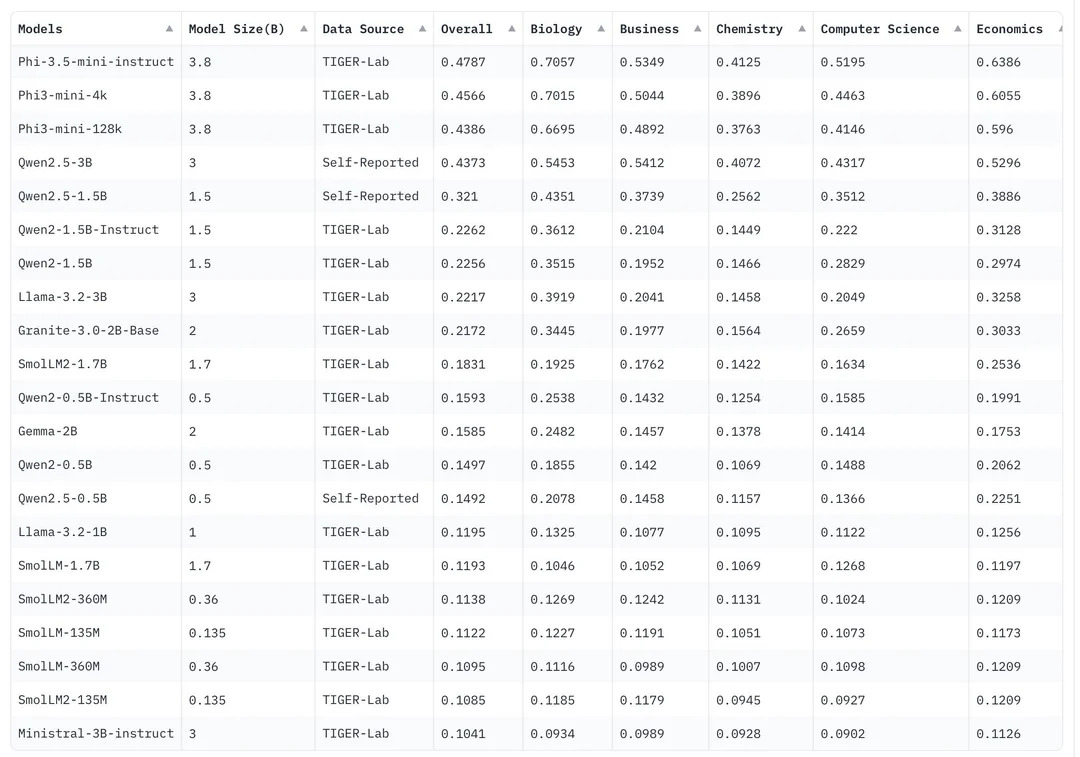 Models ▲ Model Size(B) ▲ Data Source ▲ Overall ▲ Biology ▲ Business ▲ Chemistry ▲ Computer Science ▲ Economics
Phi-3.5-mini-instruct 3.8 TIGER-Lab 0.4787 0.7057 0.5349 0.4125 0.5195 0.6386
Phi3-mini-4k 3.8 TIGER-Lab 0.4566 0.7015 0.5044 0.3896 0.4463 0.6055
Phi3-mini-128k 3.8 TIGER-Lab 0.4386 0.6695 0.4892 0.3763 0.4146 0.596
Qwen2.5-3B 3 Self-Reported 0.4373 0.5453 0.5412 0.4072 0.4317 0.5296
Qwen2.5-1.5B 1.5 Self-Reported 0.321 0.4351 0.3739 0.2562 0.3512 0.3886
Qwen2-1.5B-Instruct 1.5 TIGER-Lab 0.2262 0.3612 0.2104 0.1449 0.222 0.3128
Qwen2-1.5B 1.5 TIGER-Lab 0.2256 0.3515 0.1952 0.1466 0.2829 0.2974
Llama-3.2-3B 3 TIGER-Lab 0.2217 0.3919 0.2041 0.1458 0.2049 0.3258
Granite-3.0-2B-Base 2 TIGER-Lab 0.2172 0.3445 0.1977 0.1564 0.2659 0.3033
SmolLM2-1.7B 1.7 TIGER-Lab 0.1831 0.1925 0.1762 0.1422 0.1634 0.2536
Qwen2-0.5B-Instruct 0.5 TIGER-Lab 0.1593 0.2538 0.1432 0.1254 0.1585 0.1991
Gemma-2B 2 TIGER-Lab 0.1585 0.2482 0.1457 0.1378 0.1414 0.1753
Qwen2-0.5B 0.5 TIGER-Lab 0.1497 0.1855 0.142 0.1069 0.1488 0.2062
Qwen2.5-0.5B 0.5 Self-Reported 0.1492 0.2078 0.1458 0.1157 0.1366 0.2251
Llama-3.2-1B 1 TIGER-Lab 0.1195 0.1325 0.1077 0.1095 0.1122 0.1256
SmolLM-1.7B 1.7 TIGER-Lab 0.1193 0.1046 0.1052 0.1069 0.1268 0.1197
SmolLM2-360M 0.36 TIGER-Lab 0.1138 0.1269 0.1242 0.1131 0.1024 0.1209
SmolLM-135M 0.135 TIGER-Lab 0.1122 0.1227 0.1191 0.1051 0.1073 0.1173
SmolLM-360M 0.36 TIGER-Lab 0.1095 0.1116 0.0989 0.1007 0.1098 0.1209
SmolLM2-135M 0.135 TIGER-Lab 0.1085 0.1185 0.1179 0.0945 0.0927 0.1209
Ministral-3B-instruct 3 TIGER-Lab 0.1041 0.0934 0.0989 0.0928 0.0902 0.1126